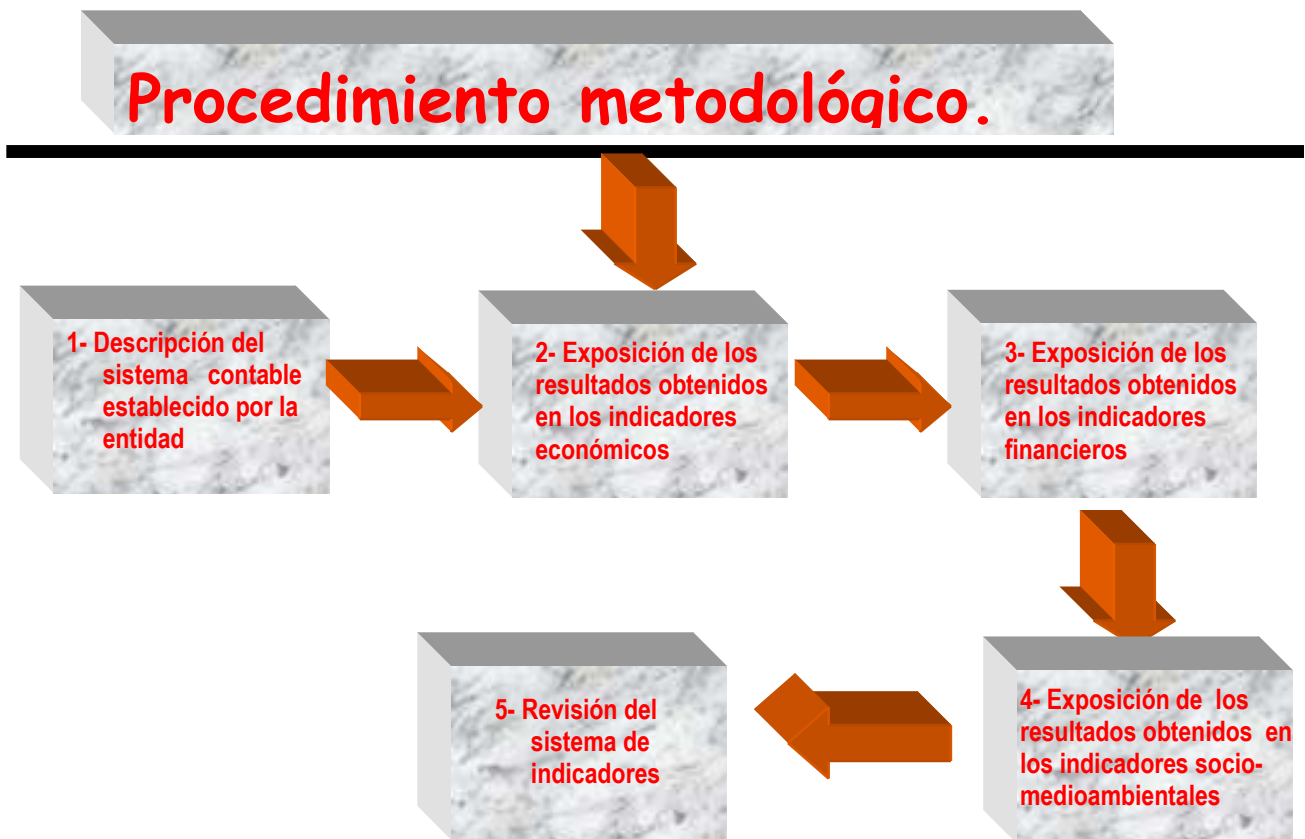 Procedimiento metodológico.
1- Descripción del
sistema contable
establecido por la
entidad
2- Exposición de los
resultados obtenidos
en los indicadores
económicos
3- Exposición de los
resultados obtenidos
en los indicadores
financieros
4- Exposición de los
resultados obtenidos en
los indicadores socio-
medioambientales
5- Revisión del
sistema de
indicadores